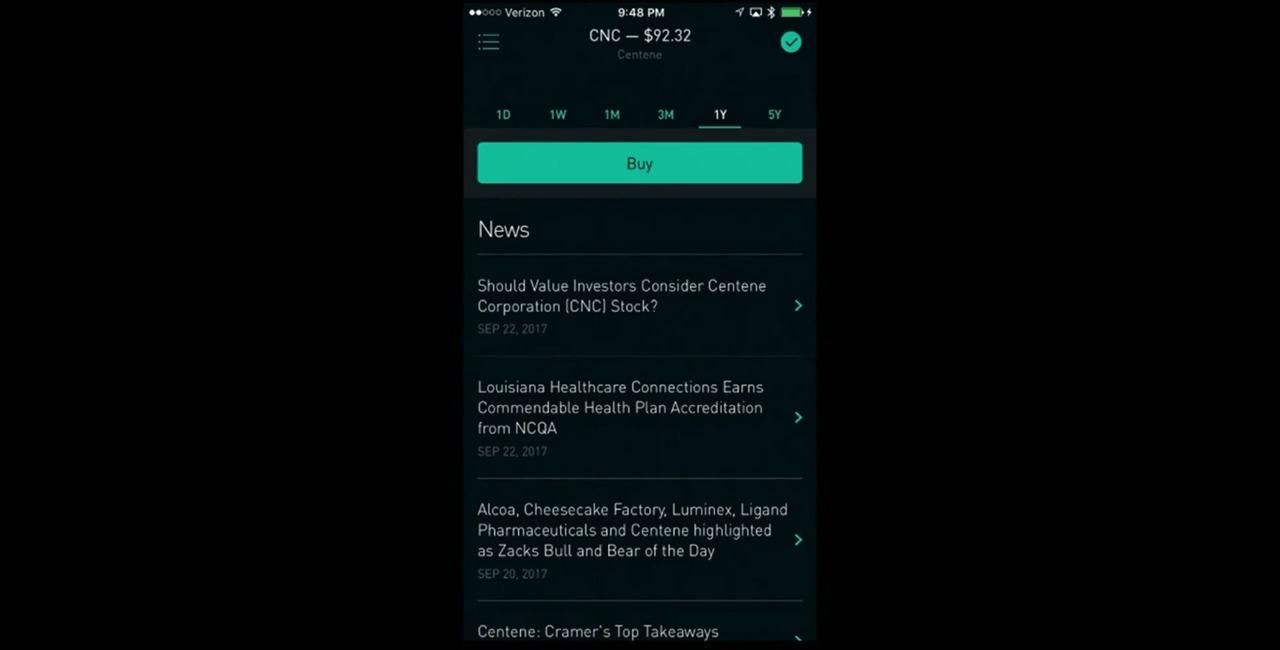 Verizon 9:48 PM
CNC — $92.32
Centene
1D 1W 1M 3M 1Y 5Y
Buy
News
Should Value Investors Consider Centene
Corporation (CNC) Stock?
SEP 22, 2017
Louisiana Healthcare Connections Earns
Commendable Health Plan Accreditation
from NCQA
SEP 22, 2017
Alcoa, Cheesecake Factory, Luminex, Ligand
Pharmaceuticals and Centene highlighted
as Zacks Bull and Bear of the Day
SEP 20, 2017
Centene: Cramer's Top Takeaways